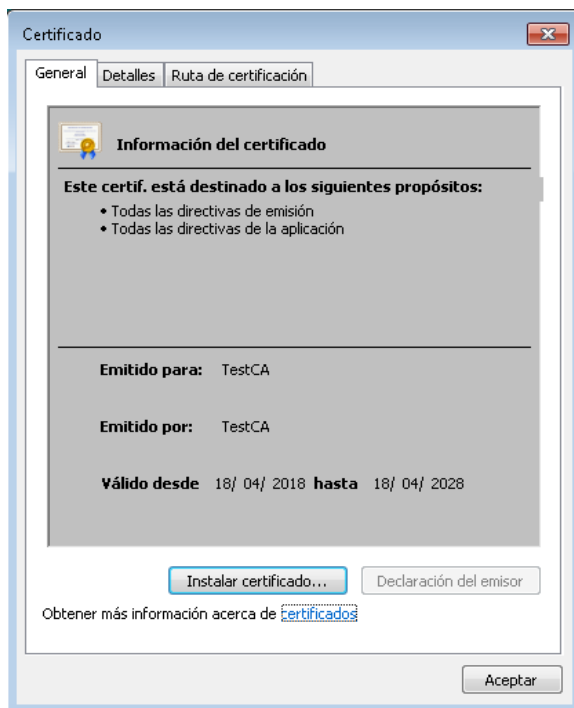 Certificado
General Detalles Ruta de certificación
Información del certificado
Este certif. está destinado a los siguientes propósitos:
• Todas las directivas de emisión
• Todas las directivas de la aplicación
Emitido para: TestCA
Emitido por: TestCA
Válido desde 18/ 04/ 2018 hasta 18/ 04/ 2028
Instalar certificado... Declaración del emisor
Obtener más información acerca de certificados
Aceptar